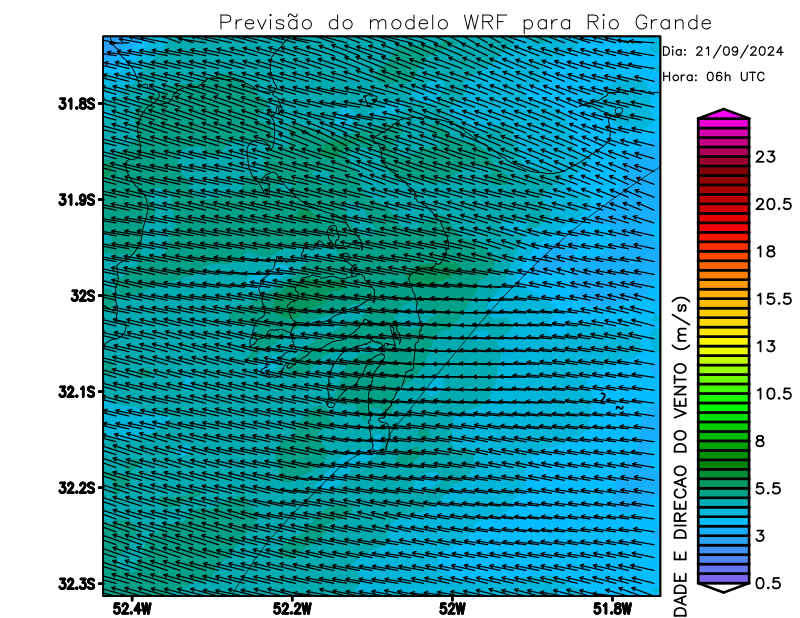 Previsão do modelo WRF para Rio Grande
Dia: 21/09/2024
Hora: 06h UTC
31.8S
31.9S
32S
32.1S
32.2S
32.3S
52.4W
52.2W
52W
51.8W
23
20.5
18
15.5
13
10.5
8
5.5
3
0.5
DADE E DIRECAO DO VENTO (m/s)